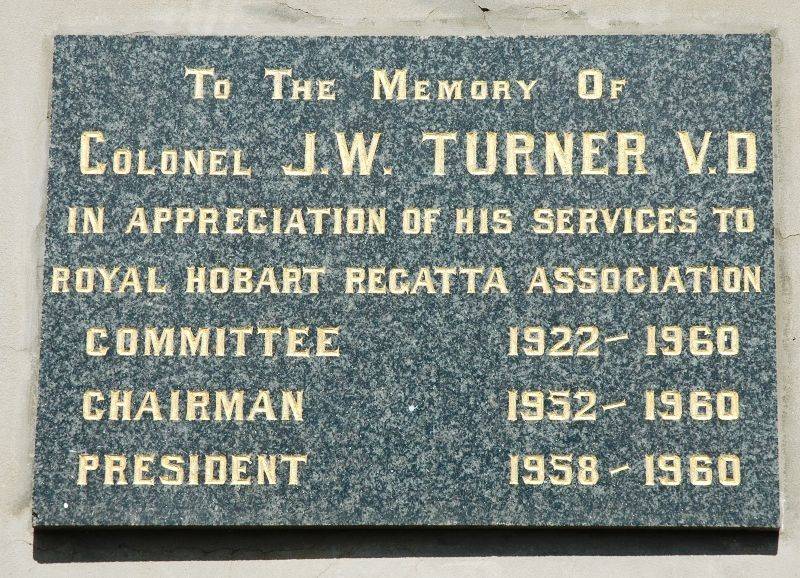 To The Memory Of
Colonel J.W. TURNER V.D
IN APPRECIATION OF HIS SERVICES TO
ROYAL HOBART REGATTA ASSOCIATION
COMMITTEE 1922 - 1960
CHAIRMAN 1952 - 1960
PRESIDENT 1958 - 1960